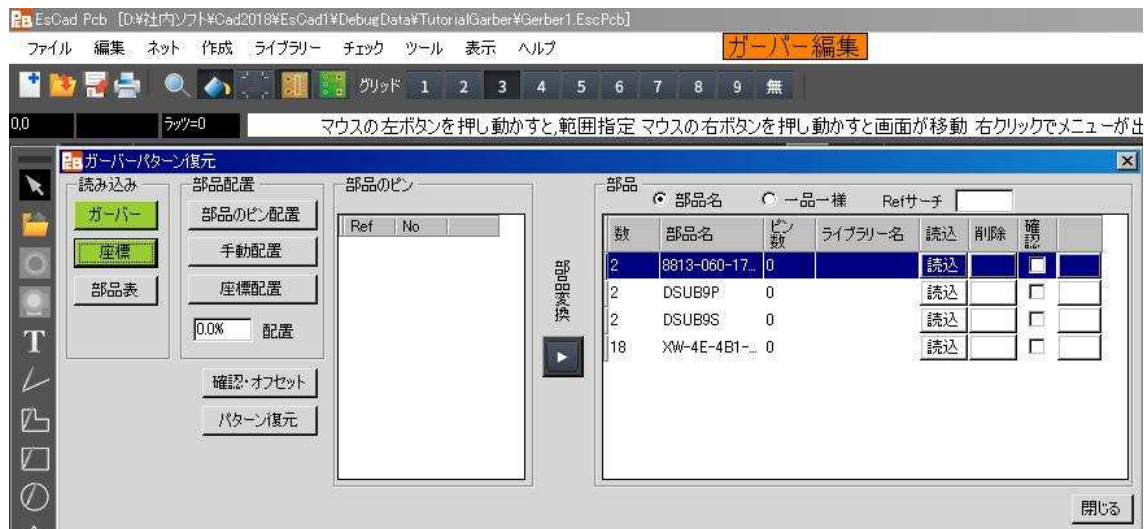 EsCad Pcb [D:¥社内ソフト¥Cad2018¥EsCad1¥DebugData¥TutorialGarber¥Gerber1.EscPcb]
ファイル 編集 ネット 作成 ライブラリー チェック ツール 表示 ヘルプ ガーバー編集
グリッド 1 2 3 4 5 6 7 8 9 無
0,0 ラッツ=0 マウスの左ボタンを押し動かすと,範囲指定 マウスの右ボタンを押し動かすと画面が移動 右クリックでメニューが出
ガーバーパターン復元
読み込み
ガーバー
座標
部品表
部品配置
部品のピン配置
手動配置
座標配置
0.0% 配置
確認・オフセット
パターン復元
部品のピン
Ref No
部品変換
部品
部品名 一品一様 Refサーチ
数 部品名 ピン数 ライブラリー名 読込 削除 確認
2 8813-060-17... 0 読込
2 DSUB9P 0 読込
2 DSUB9S 0 読込
18 XW-4E-4B1-... 0 読込
閉じる
T